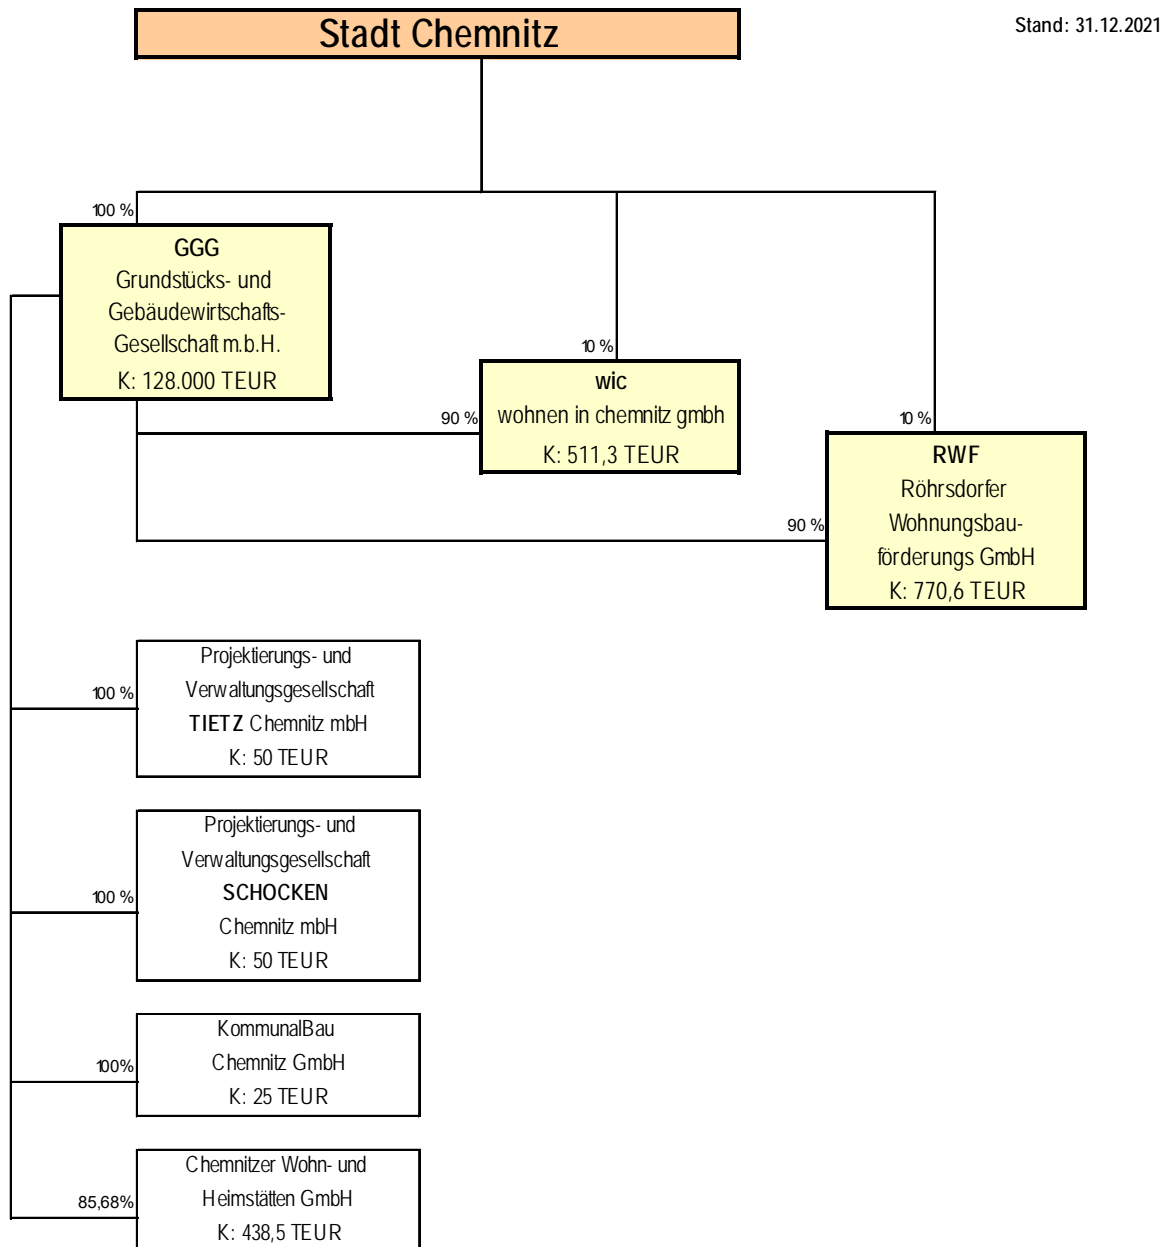 Stadt Chemnitz
Stand: 31.12.2021
100 %
GGG
Grundstücks- und
Gebäudewirtschafts-
Gesellschaft m.b.H.
K: 128.000 TEUR
10 %
wic
wohnen in chemnitz gmbh
K: 511,3 TEUR
90 %
10 %
RWF
Röhrsdorfer
Wohnungsbau-
förderungs GmbH
K: 770,6 TEUR
90 %
Projektierungs- und
Verwaltungsgesellschaft
TIETZ Chemnitz mbH
K: 50 TEUR
100 %
Projektierungs- und
Verwaltungsgesellschaft
SCHOCKEN
Chemnitz mbH
K: 50 TEUR
100 %
KommunalBau
Chemnitz GmbH
K: 25 TEUR
100%
Chemnitzer Wohn- und
Heimstätten GmbH
K: 438,5 TEUR
85,68%